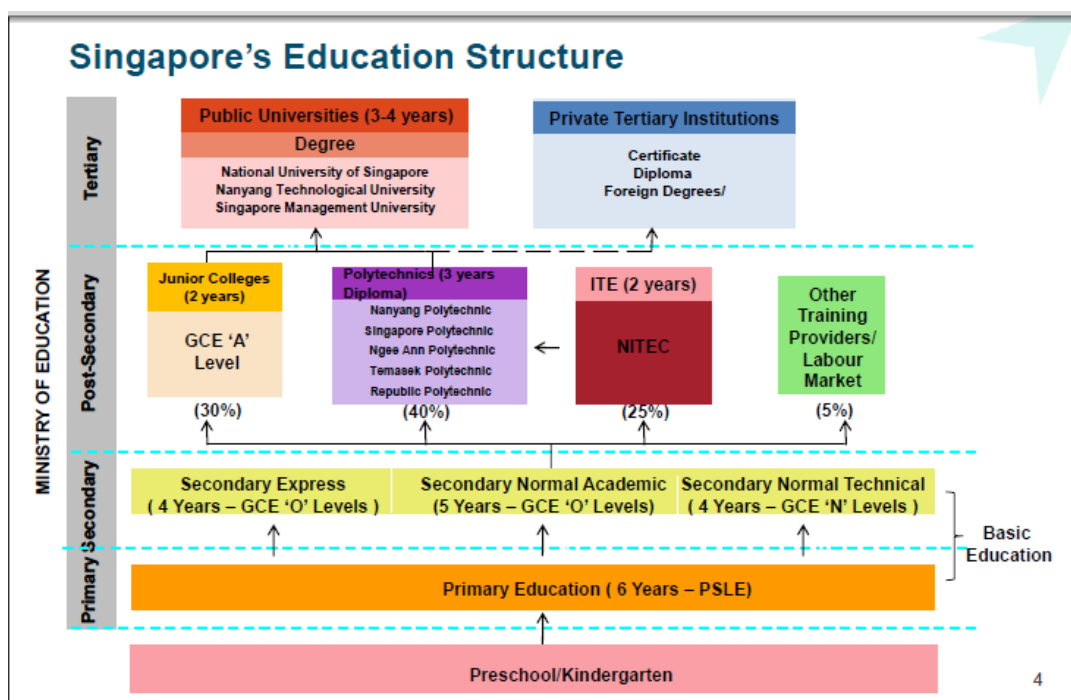 Singapore's Education Structure
MINISTRY OF EDUCATION
Tertiary
Public Universities (3-4 years)
Degree
National University of Singapore
Nanyang Technological University
Singapore Management University
Private Tertiary Institutions
Certificate
Diploma
Foreign Degrees/
Post-Secondary
Junior Colleges
(2 years)
GCE 'A'
Level
(30%)
Polytechnics (3 years
Diploma)
Nanyang Polytechnic
Singapore Polytechnic
Ngee Ann Polytechnic
Temasek Polytechnic
Republic Polytechnic
(40%)
ITE (2 years)
NITEC
(25%)
Other
Training
Providers/
Labour
Market
(5%)
Secondary
Secondary Express
( 4 Years – GCE 'O' Levels )
Secondary Normal Academic
(5 Years – GCE 'O' Levels)
Secondary Normal Technical
( 4 Years – GCE 'N' Levels )
Basic
Education
Primary
Primary Education ( 6 Years – PSLE)
Preschool/Kindergarten
4